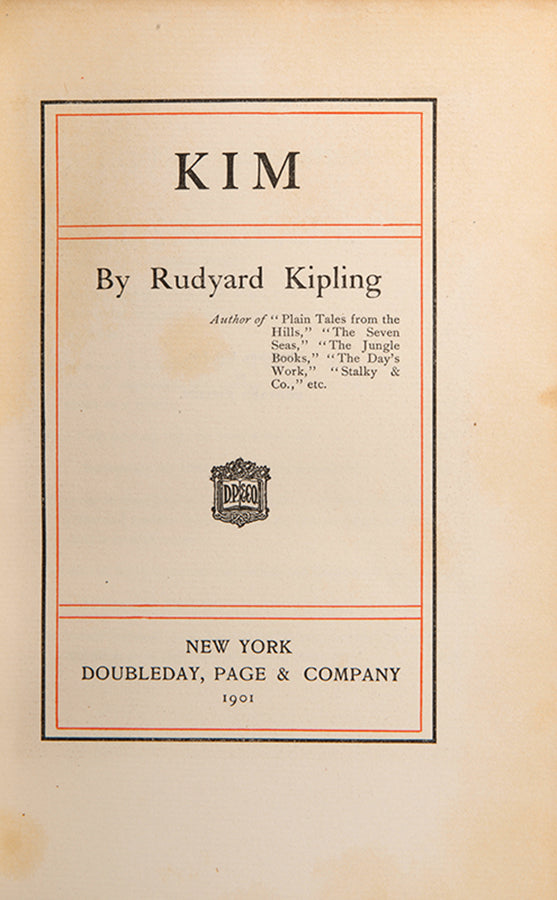 KIM
By Rudyard Kipling
Author of "Plain Tales from the
Hills," "The Seven
Seas," "The Jungle
Books," "The Day's
Work," "Stalky &
Co.," etc.
D.P.&CO.
NEW YORK
DOUBLEDAY, PAGE & COMPANY
1901